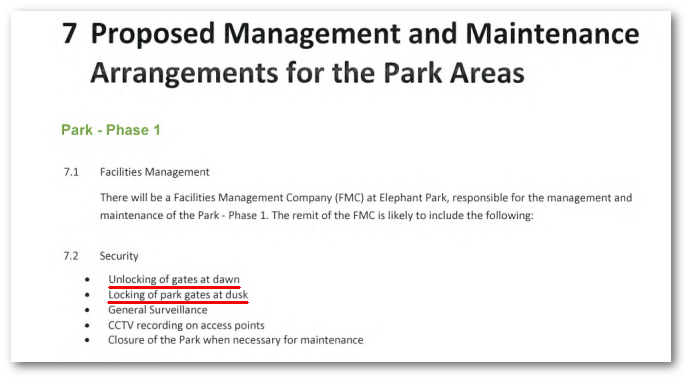 7 Proposed Management and Maintenance
Arrangements for the Park Areas
Park - Phase 1
7.1 Facilities Management
There will be a Facilities Management Company (FMC) at Elephant Park, responsible for the management and
maintenance of the Park - Phase 1. The remit of the FMC is likely to include the following:
7.2 Security
• Unlocking of gates at dawn
• Locking of park gates at dusk
• General Surveillance
• CCTV recording on access points
• Closure of the Park when necessary for maintenance